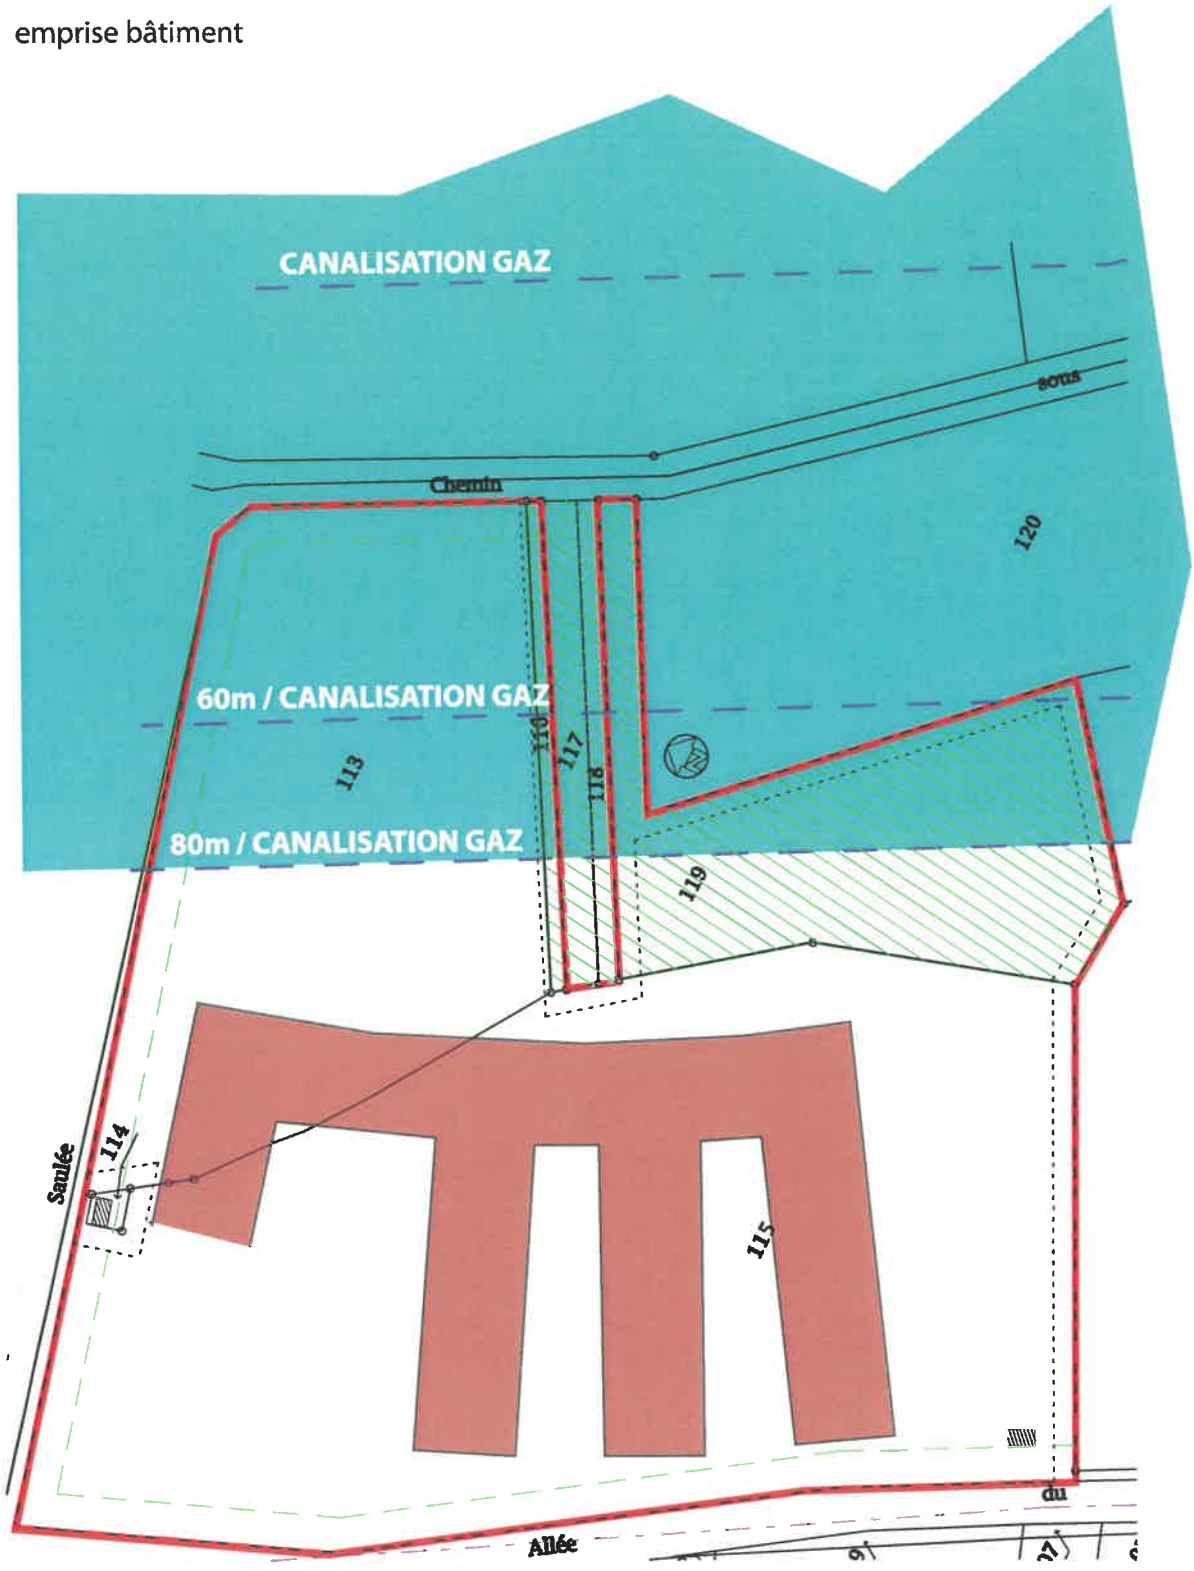 emprise bâtiment
CANALISATION GAZ
sous
Chemin
120
60m / CANALISATION GAZ
116
117
113
118
80m / CANALISATION GAZ
119
114
Saulée
115
du
Allée